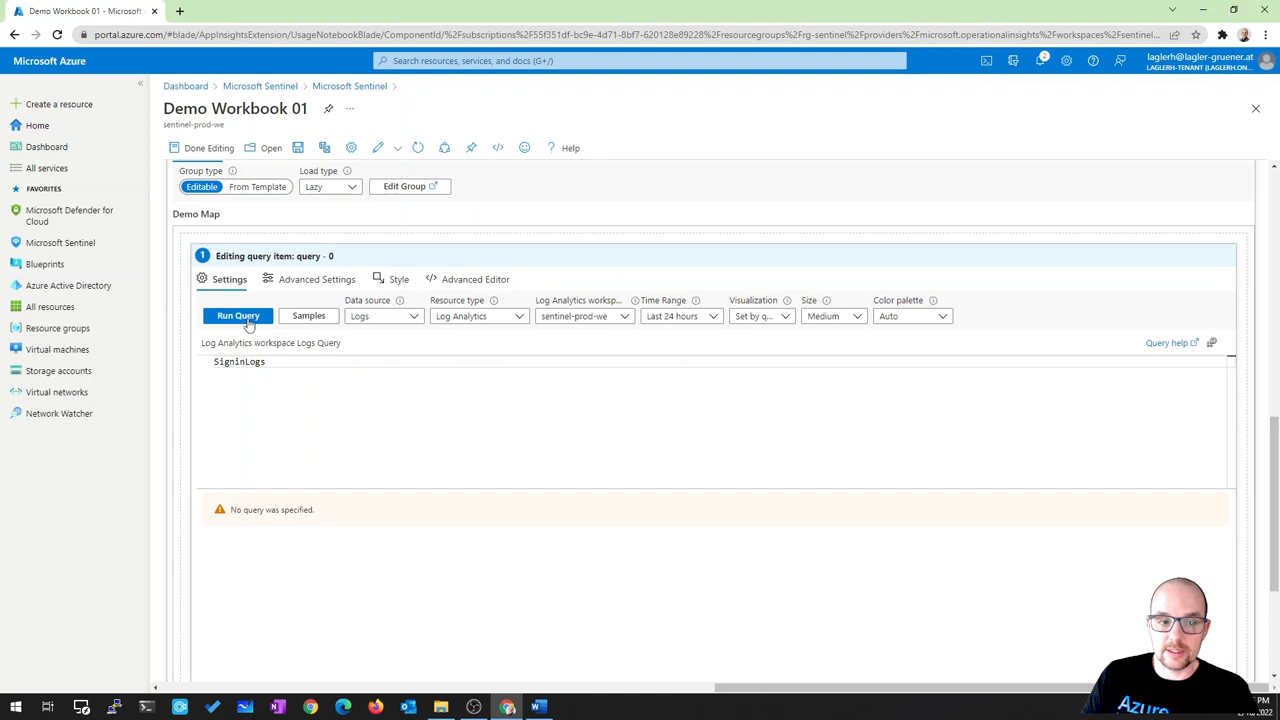 Demo Workbook 01 - Microsoft
portal.azure.com/#blade/AppInsightsExtension/UsageNotebookBlade/ComponentId/%2Fsubscriptions%2F55f351df-bc9e-4d71-8bf7-620128e89228%2Fresourcegroups%2Frg-sentinel%2Fproviders%2Fmicrosoft.operationalinsights%2Fworkspaces%2Fsentinel...
Microsoft Azure
Search resources, services, and docs (G+/)
2
laglerh@lagler-gruener.at
LAGLERH-TENANT (LAGLERH.ON...
Create a resource
Home
Dashboard
All services
FAVORITES
Microsoft Defender for Cloud
Microsoft Sentinel
Blueprints
Azure Active Directory
All resources
Resource groups
Virtual machines
Storage accounts
Virtual networks
Network Watcher
Dashboard > Microsoft Sentinel > Microsoft Sentinel >
Demo Workbook 01
sentinel-prod-we
Done Editing Open ? Help
Group type Load type
Editable From Template Lazy Edit Group
Demo Map
1 Editing query item: query - 0
Settings Advanced Settings Style Advanced Editor
Data source Resource type Log Analytics worksp... Time Range Visualization Size Color palette
Run Query Samples Logs Log Analytics sentinel-prod-we Last 24 hours Set by q... Medium Auto
Log Analytics workspace Logs Query Query help
SigninLogs
No query was specified.
Azure
PM
2022